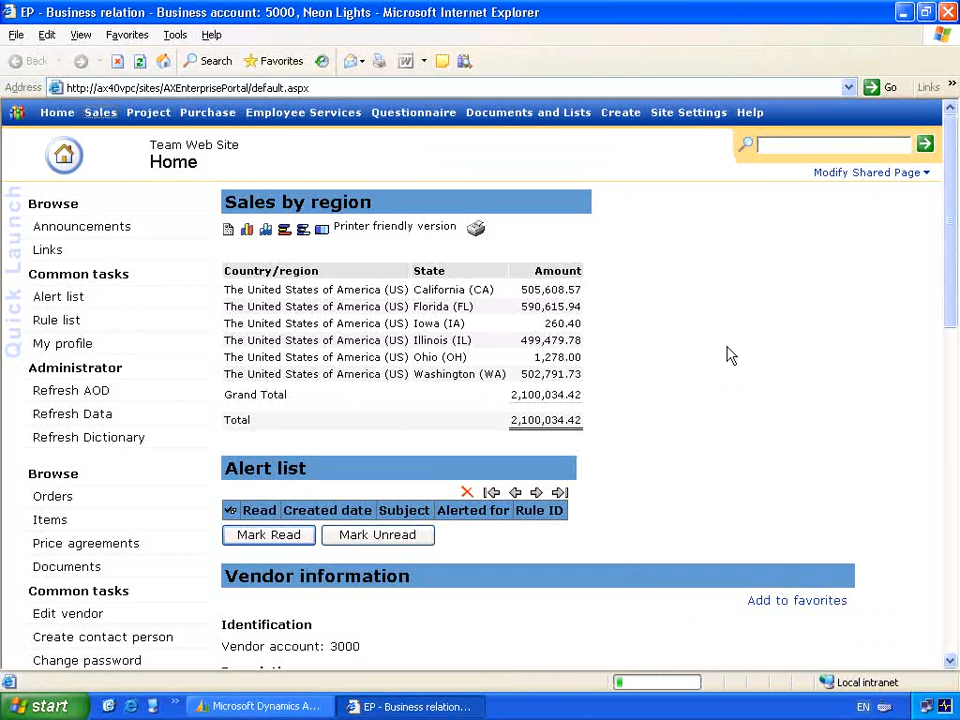 EP - Business relation - Business account: 5000, Neon Lights - Microsoft Internet Explorer
File Edit View Favorites Tools Help
Back Search Favorites
Address http://ax40vpc/sites/AXEnterprisePortal/default.aspx Go Links »
Home Sales Project Purchase Employee Services Questionnaire Documents and Lists Create Site Settings Help
Team Web Site
Home
Modify Shared Page
Quick Launch
Browse
Announcements
Links
Common tasks
Alert list
Rule list
My profile
Administrator
Refresh AOD
Refresh Data
Refresh Dictionary
Browse
Orders
Items
Price agreements
Documents
Common tasks
Edit vendor
Create contact person
Change password
Sales by region
Printer friendly version
Country/region State Amount
The United States of America (US) California (CA) 505,608.57
The United States of America (US) Florida (FL) 590,615.94
The United States of America (US) Iowa (IA) 260.40
The United States of America (US) Illinois (IL) 499,479.78
The United States of America (US) Ohio (OH) 1,278.00
The United States of America (US) Washington (WA) 502,791.73
Grand Total 2,100,034.42
Total 2,100,034.42
Alert list
Read Created date Subject Alerted for Rule ID
Mark Read Mark Unread
Vendor information
Add to favorites
Identification
Vendor account: 3000
Local intranet
start » Microsoft Dynamics A... EP - Business relation... EN